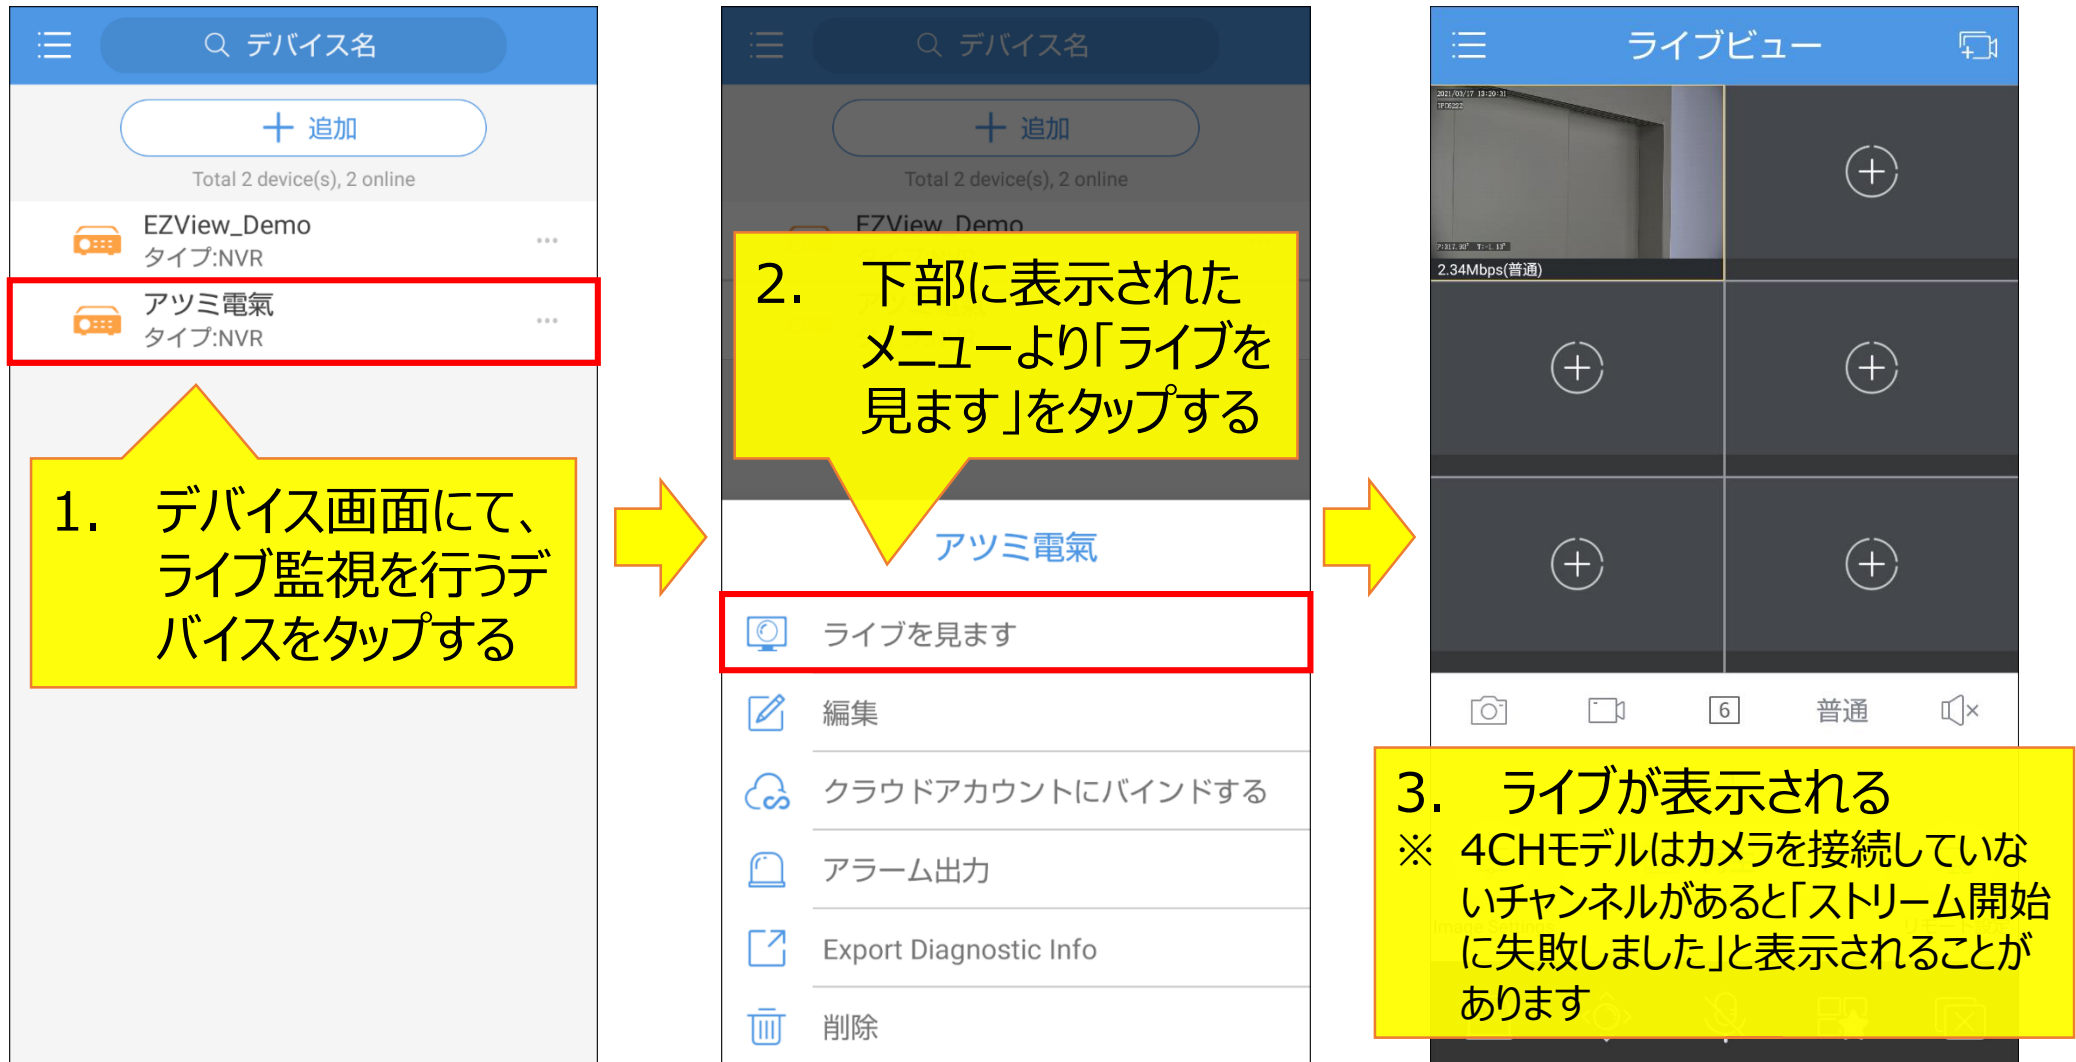 デバイス名
追加
Total 2 device(s), 2 online
EZView_Demo
タイプ:NVR
アツミ電氣
タイプ:NVR
1. デバイス画面にて、
ライブ監視を行うデ
バイスをタップする
デバイス名
追加
Total 2 device(s), 2 online
EZView_Demo
2. 下部に表示された
メニューより「ライブを
見ます」をタップする
アツミ電氣
ライブを見ます
編集
クラウドアカウントにバインドする
アラーム出力
Export Diagnostic Info
削除
ライブビュー
2021/03/17 13:20:31
2.34Mbps(普通)
6
普通
3. ライブが表示される
※ 4CHモデルはカメラを接続していな
いチャンネルがあると「ストリーム開始
に失敗しました」と表示されることが
あります